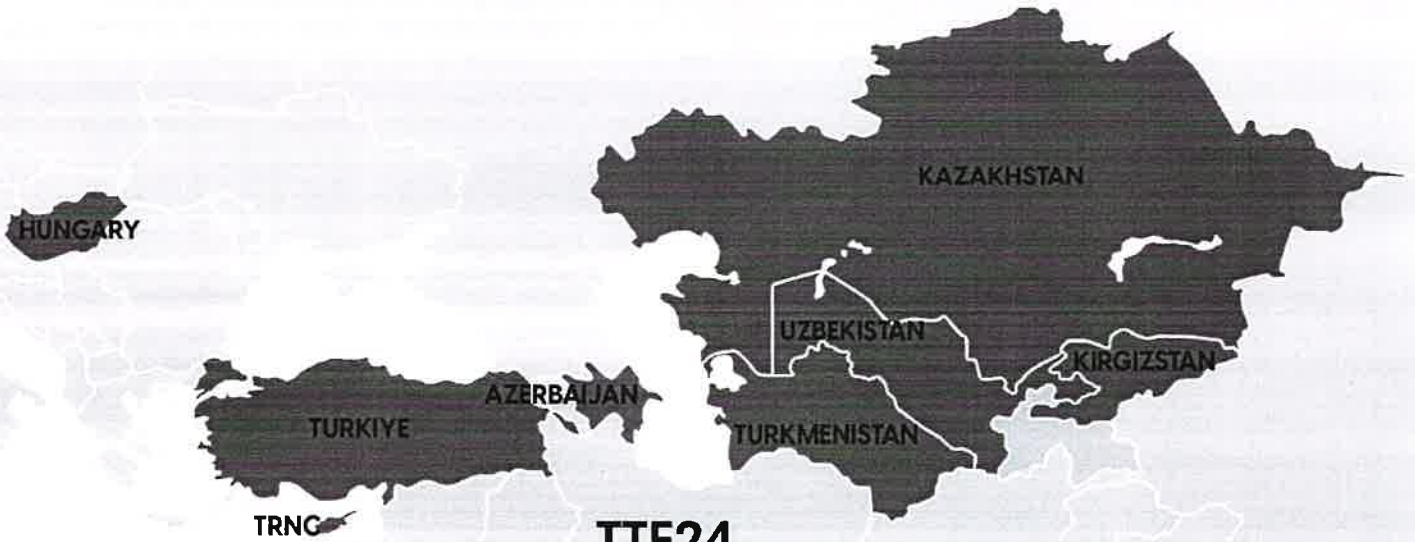 KAZAKHSTAN
HUNGARY
UZBEKISTAN
KIRGIZSTAN
AZERBAIJAN
TURKIYE
TURKMENISTAN
TRNC
TTF24